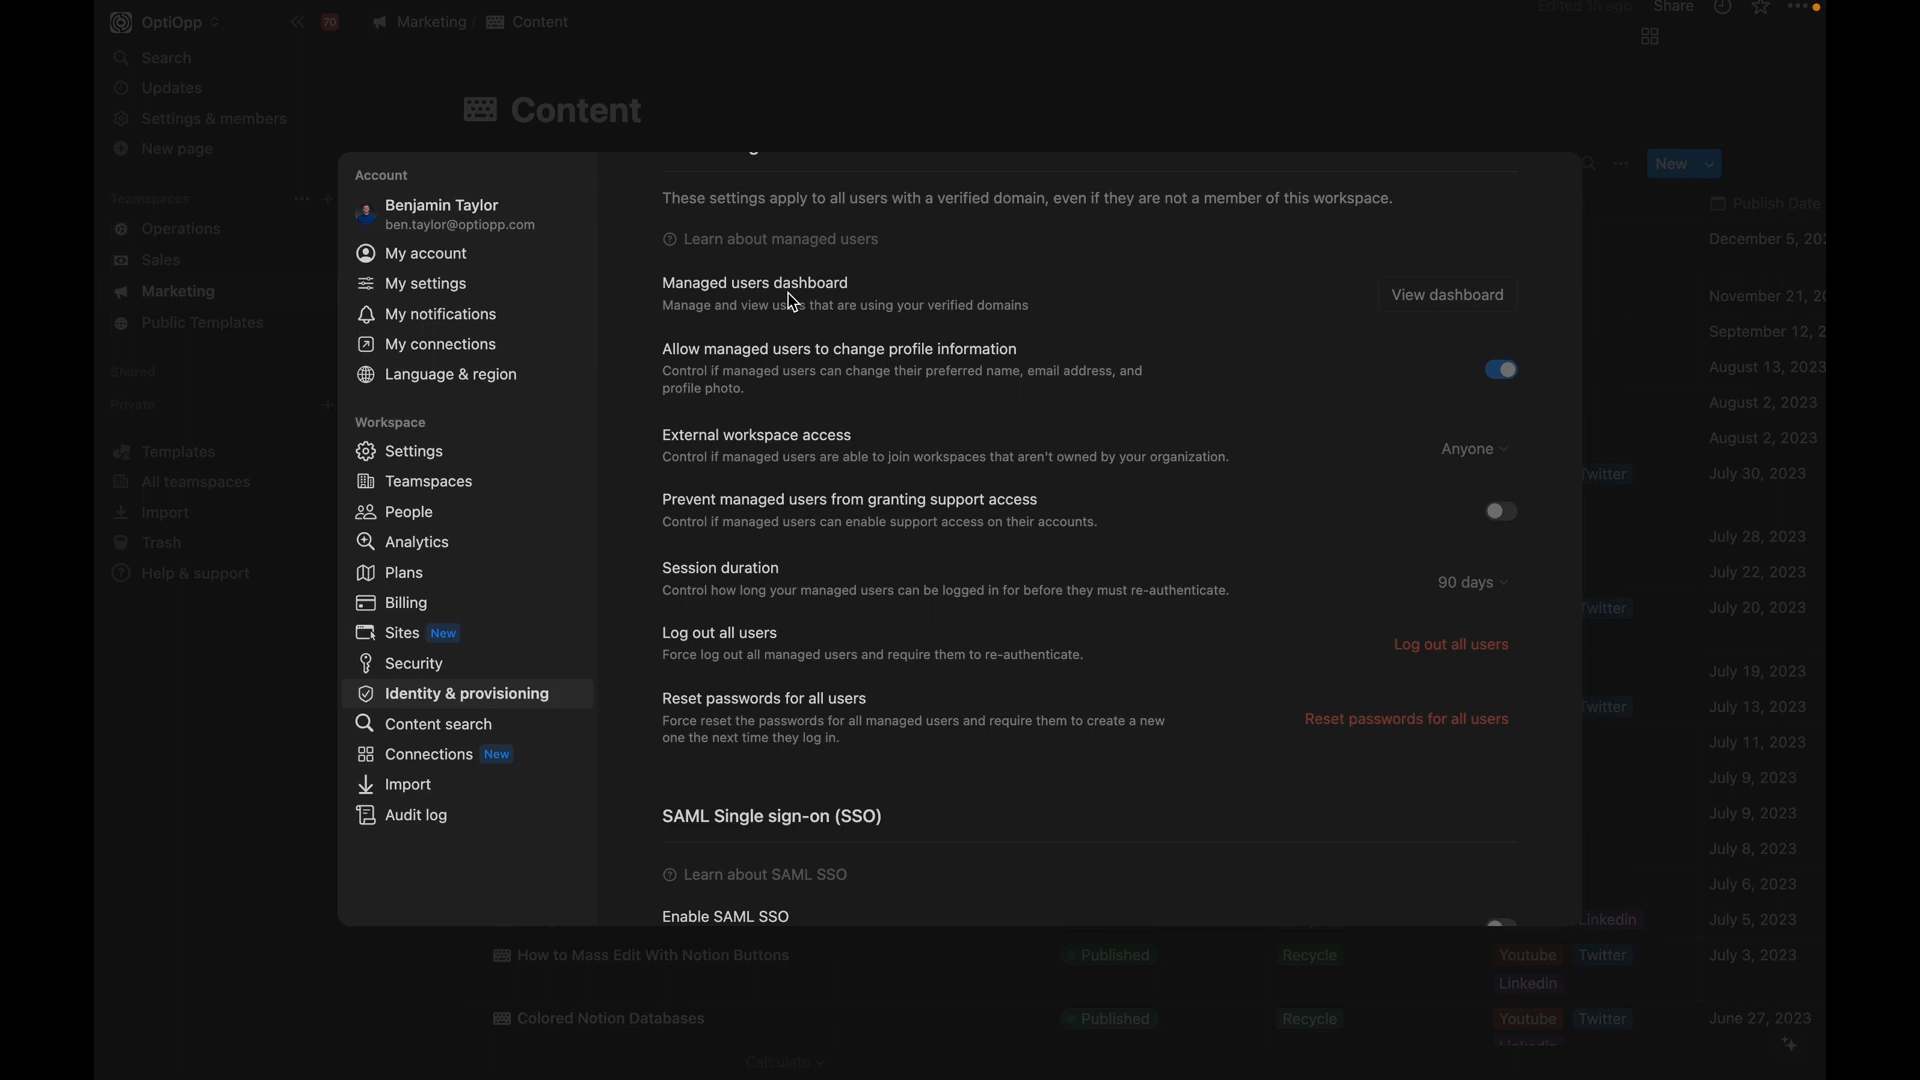 OptiOpp
70
Marketing / Content
Edited 1h ago
Share
Search
Updates
Settings & members
New page
Teamspaces
Operations
Sales
Marketing
Public Templates
Shared
Private
Templates
All teamspaces
Import
Trash
Help & support
Content
New
Account
Benjamin Taylor
ben.taylor@optiopp.com
My account
My settings
My notifications
My connections
Language & region
Workspace
Settings
Teamspaces
People
Analytics
Plans
Billing
Sites New
Security
Identity & provisioning
Content search
Connections New
Import
Audit log
These settings apply to all users with a verified domain, even if they are not a member of this workspace.
Learn about managed users
Managed users dashboard
Manage and view users that are using your verified domains
View dashboard
Allow managed users to change profile information
Control if managed users can change their preferred name, email address, and
profile photo.
External workspace access
Control if managed users are able to join workspaces that aren't owned by your organization.
Anyone
Prevent managed users from granting support access
Control if managed users can enable support access on their accounts.
Session duration
Control how long your managed users can be logged in for before they must re-authenticate.
90 days
Log out all users
Force log out all managed users and require them to re-authenticate.
Log out all users
Reset passwords for all users
Force reset the passwords for all managed users and require them to create a new
one the next time they log in.
Reset passwords for all users
SAML Single sign-on (SSO)
Learn about SAML SSO
Enable SAML SSO
Publish Date
December 5, 202
November 21, 2
September 12, 2
August 13, 2023
August 2, 2023
August 2, 2023
Twitter July 30, 2023
July 28, 2023
July 22, 2023
Twitter July 20, 2023
July 19, 2023
Twitter July 13, 2023
July 11, 2023
July 9, 2023
July 9, 2023
July 8, 2023
July 6, 2023
Linkedin July 5, 2023
How to Mass Edit With Notion Buttons Published Recycle Youtube Twitter July 3, 2023
Linkedin
Colored Notion Databases Published Recycle Youtube Twitter June 27, 2023
Linkedin
Calculate